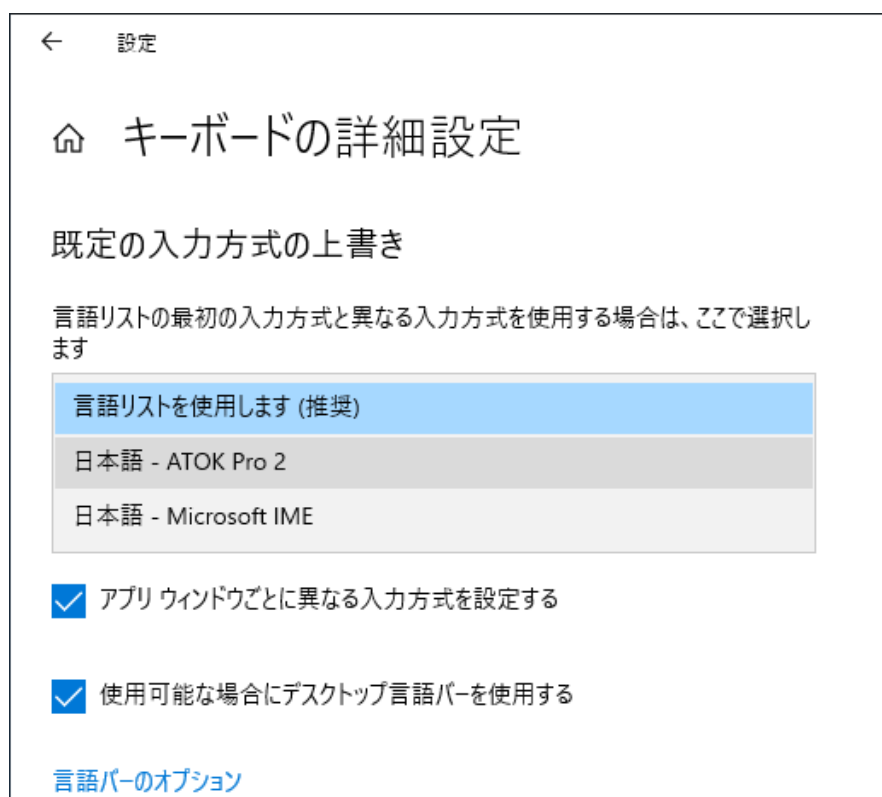 設定
キーボードの詳細設定
既定の入力方式の上書き
言語リストの最初の入力方式と異なる入力方式を使用する場合は、ここで選択し
ます
言語リストを使用します (推奨)
日本語 - ATOK Pro 2
日本語 - Microsoft IME
アプリ ウィンドウごとに異なる入力方式を設定する
使用可能な場合にデスクトップ言語バーを使用する
言語バーのオプション